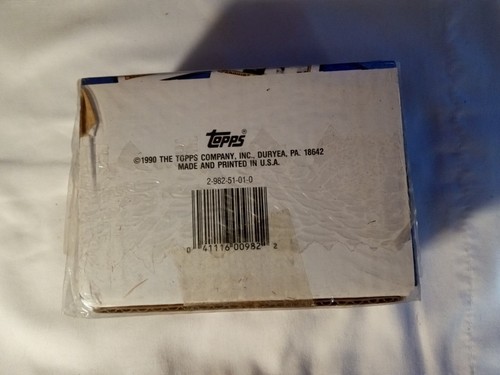 Topps®
©1990 THE TOPPS COMPANY, INC., DURYEA, PA. 18642
MADE AND PRINTED IN U.S.A.
2-982-51-01-0
0 41116 00982 2